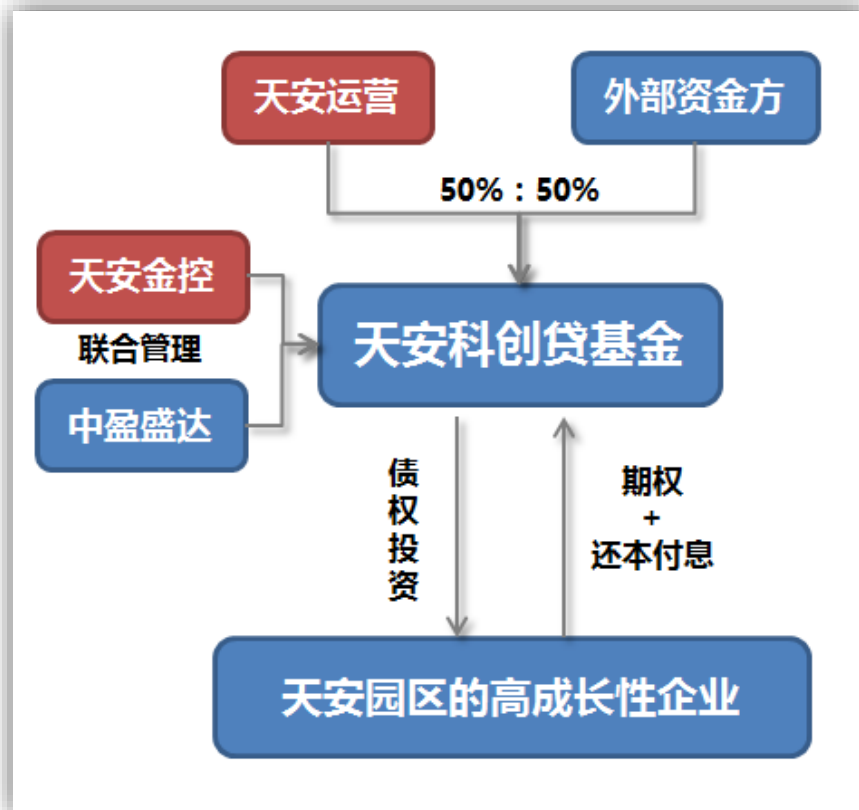 天安运营
外部资金方
50%：50%
天安金控
联合管理
中盈盛达
天安科创贷基金
债
权
投
资
期权
+
还本付息
天安园区的高成长性企业